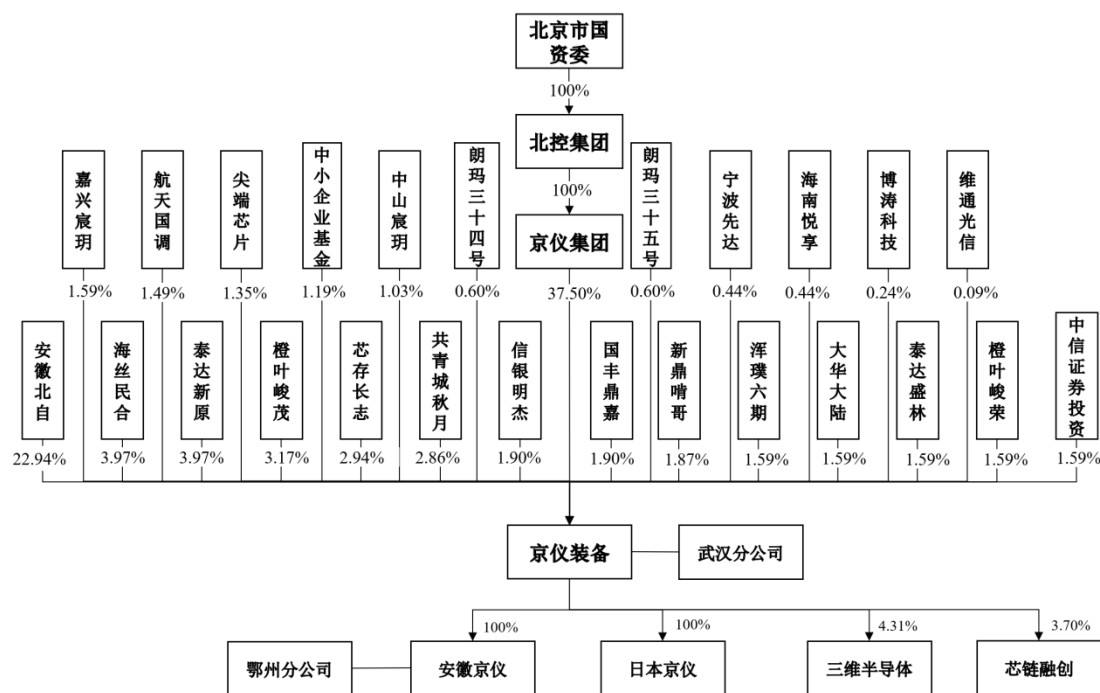 北京市国
资委
100%
北控集团
100%
京仪集团
嘉兴宸玥
航天国调
尖端芯片
中小企业基金
中山宸玥
朗玛三十四号
朗玛三十五号
宁波先达
海南悦享
博涛科技
维通光信
1.59%
1.49%
1.35%
1.19%
1.03%
0.60%
37.50%
0.60%
0.44%
0.44%
0.24%
0.09%
安徽北自
海丝民合
泰达新原
橙叶峻茂
芯存长志
共青城秋月
信银明杰
国丰鼎嘉
新鼎啃哥
浑璞六期
大华大陆
泰达盛林
橙叶峻荣
中信证券投资
22.94%
3.97%
3.97%
3.17%
2.94%
2.86%
1.90%
1.90%
1.87%
1.59%
1.59%
1.59%
1.59%
1.59%
京仪装备
武汉分公司
100%
100%
4.31%
3.70%
鄂州分公司
安徽京仪
日本京仪
三维半导体
芯链融创